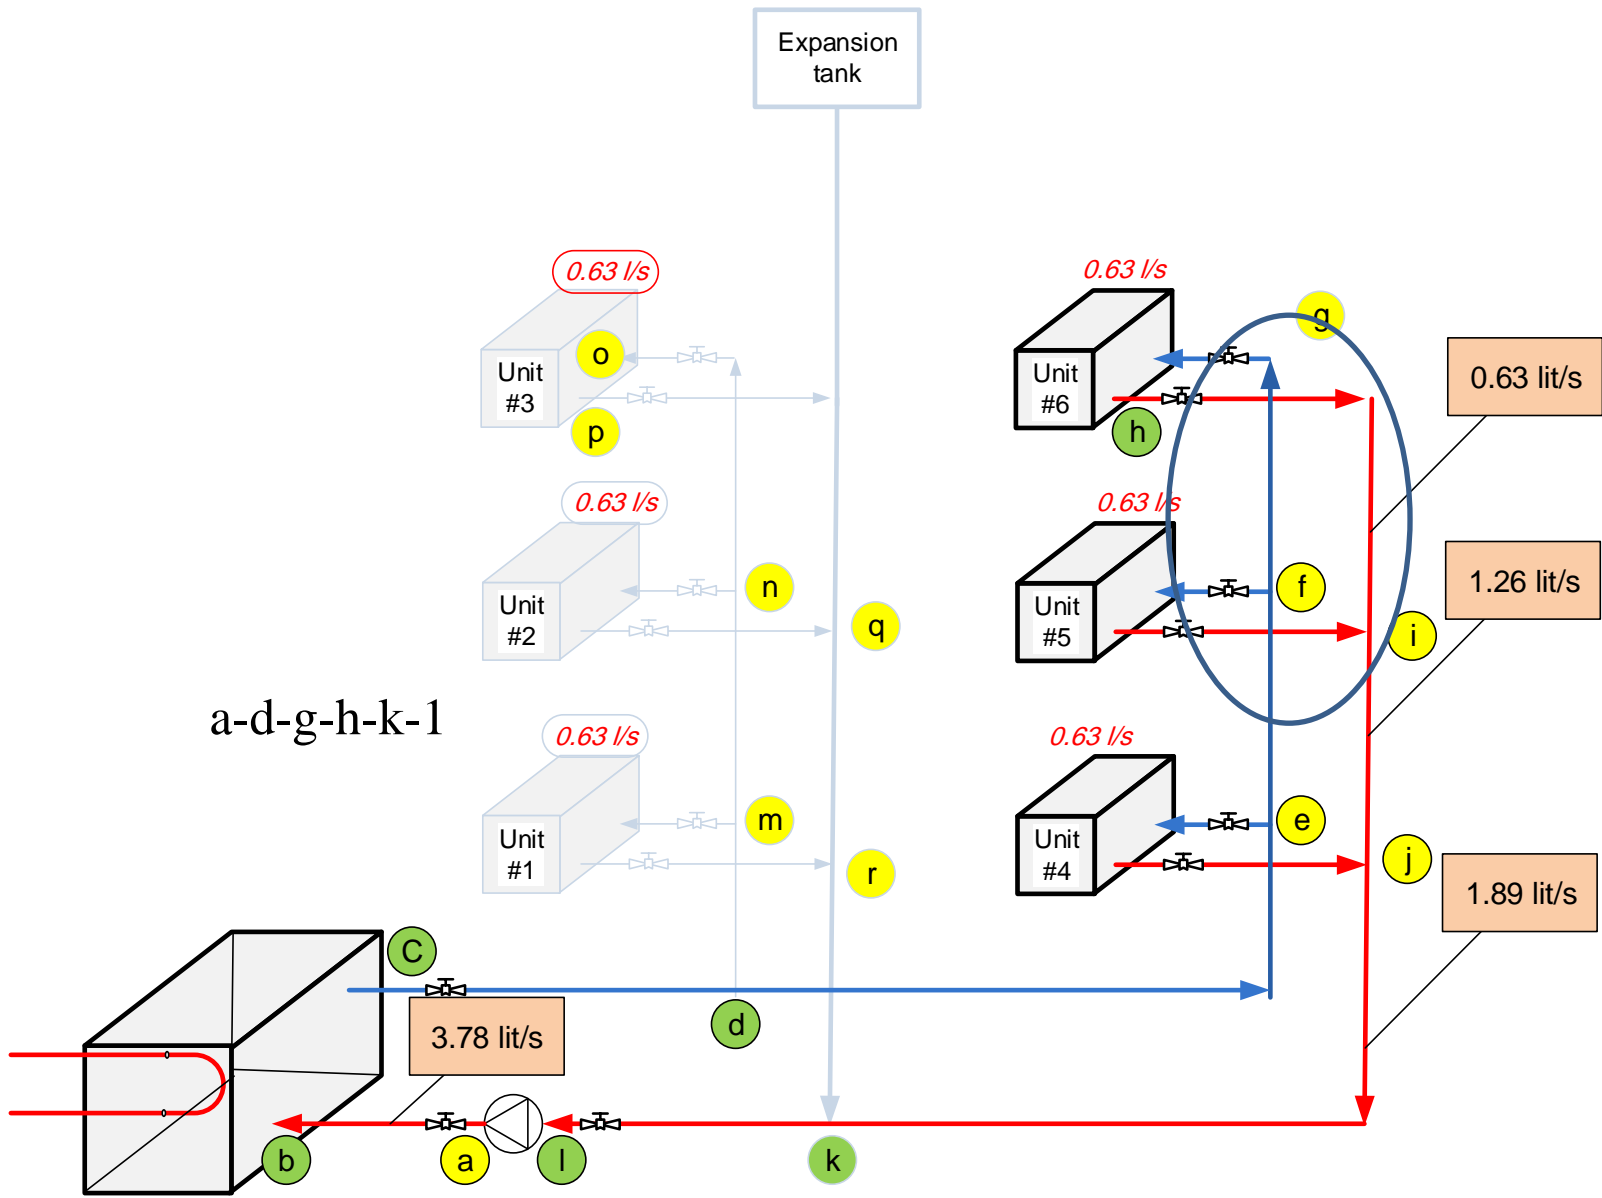 Expansion
tank
0.63 l/s
0.63 l/s
g
o
Unit
#3
Unit
#6
0.63 lit/s
p
h
0.63 l/s
0.63 l/s
1.26 lit/s
n
f
Unit
#2
Unit
#5
q
i
a-d-g-h-k-1
0.63 l/s
0.63 l/s
m
e
Unit
#1
Unit
#4
r
j
1.89 lit/s
C
d
3.78 lit/s
b
a
l
k